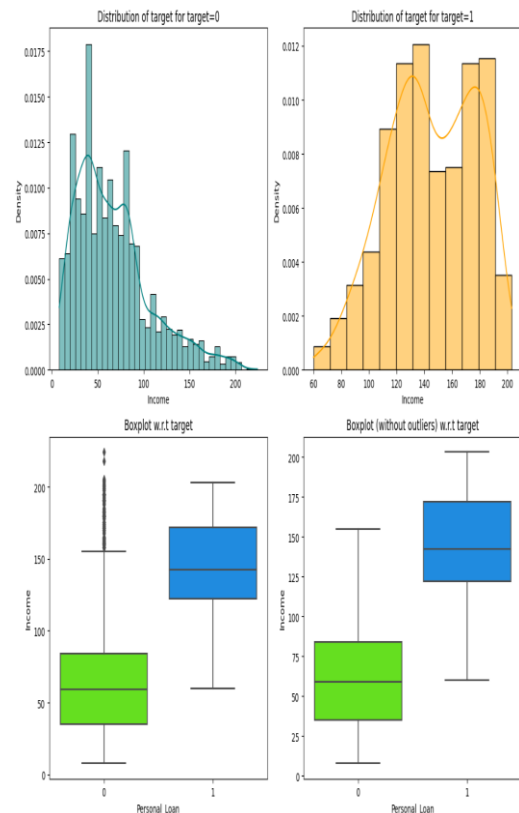 Distribution of target for target=0
Distribution of target for target=1
0.0175
0.0150
0.0125
0.0100
0.0075
0.0050
0.0025
0.0000
Density
0 50 100 150 200
Income
0.012
0.010
0.008
0.006
0.004
0.002
0.000
Density
60 80 100 120 140 160 180 200
Income
Boxplot w.r.t target
Boxplot (without outliers) w.r.t target
200
150
100
50
0
Income
0 1
Personal_Loan
200
175
150
125
100
75
50
25
0
Income
0 1
Personal_Loan